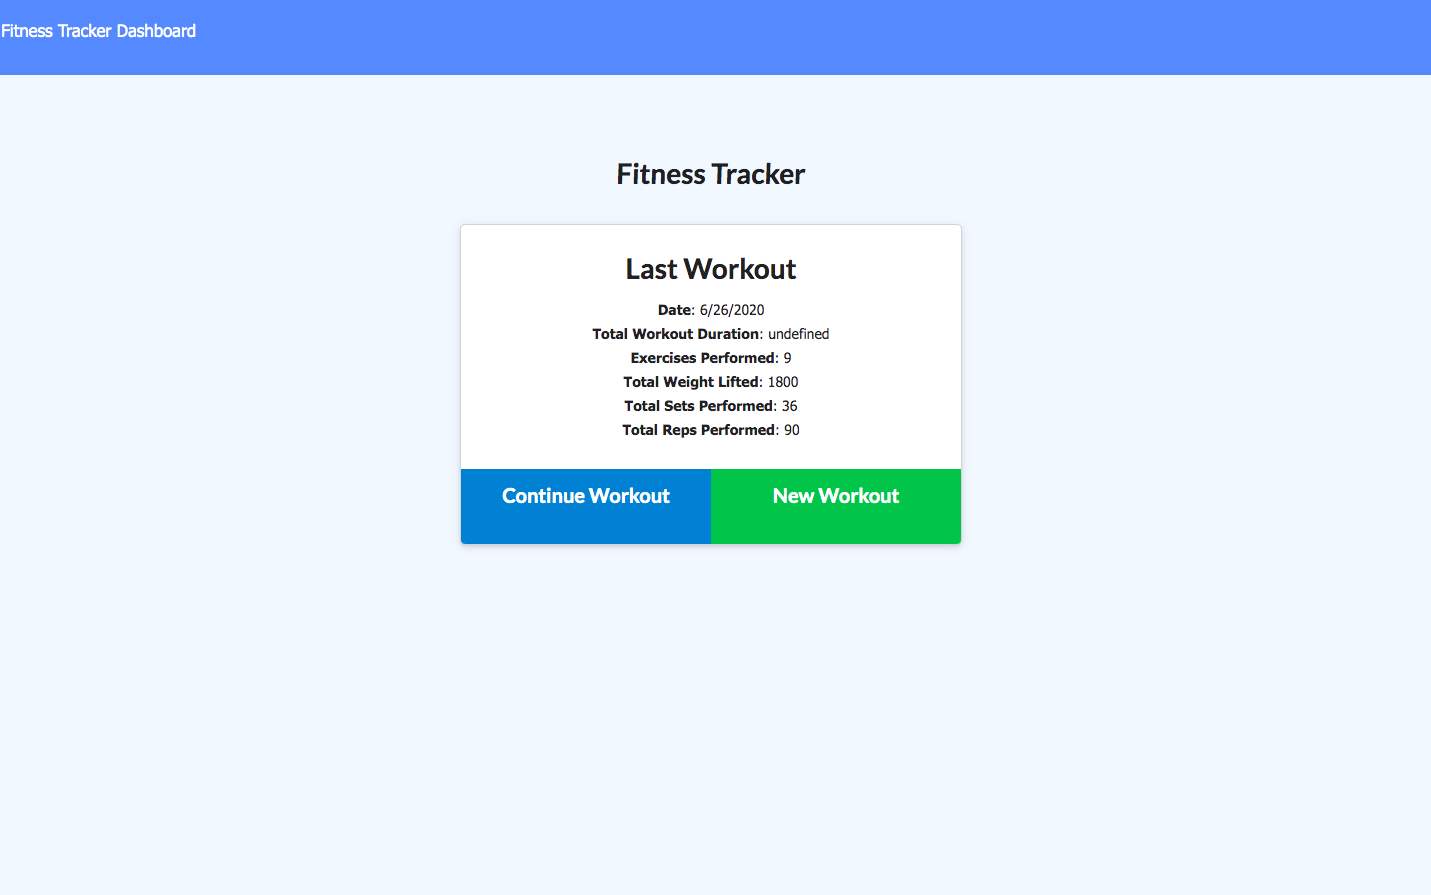 Fitness Tracker Dashboard
Fitness Tracker
Last Workout
Date: 6/26/2020
Total Workout Duration: undefined
Exercises Performed: 9
Total Weight Lifted: 1800
Total Sets Performed: 36
Total Reps Performed: 90
Continue Workout
New Workout